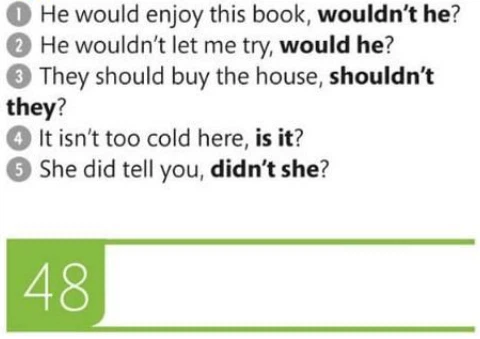 1 He would enjoy this book, wouldn't he?
2 He wouldn't let me try, would he?
3 They should buy the house, shouldn't
they?
4 It isn't too cold here, is it?
5 She did tell you, didn't she?
48